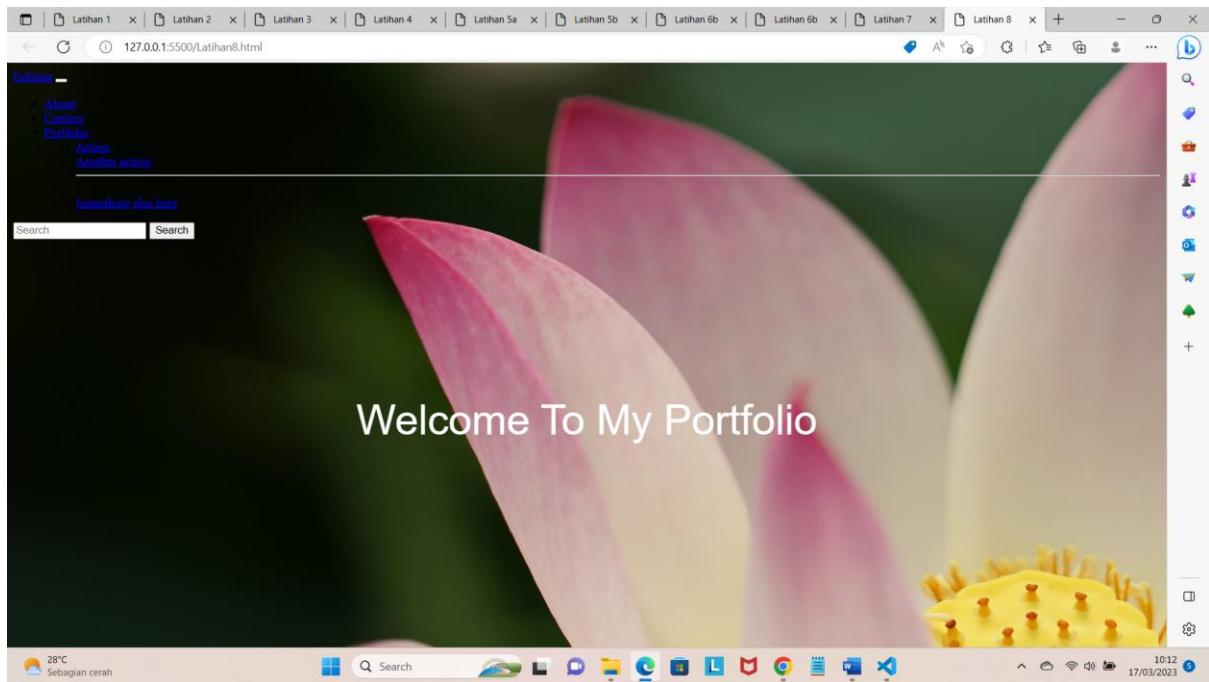 Latihan 1 Latihan 2 Latihan 3 Latihan 4 Latihan 5a Latihan 5b Latihan 6b Latihan 6b Latihan 7 Latihan 8
127.0.0.1:5500/Latihan8.html
Erdiana
About
Contact
Portfolio
Action
Another action
Something else here
Search Search
Welcome To My Portfolio
28°C
Sebagian cerah
Search
10:12
17/03/2023
5